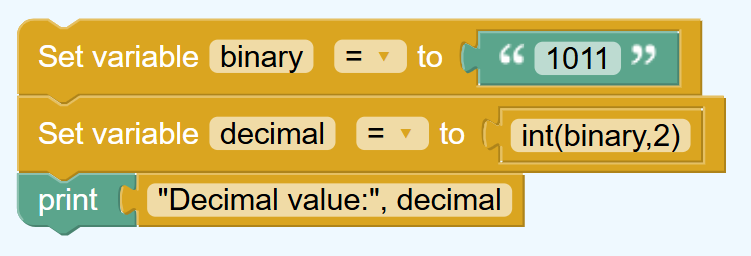 Set variable binary = to “ 1011 ”
Set variable decimal = to int(binary,2)
print "Decimal value:", decimal